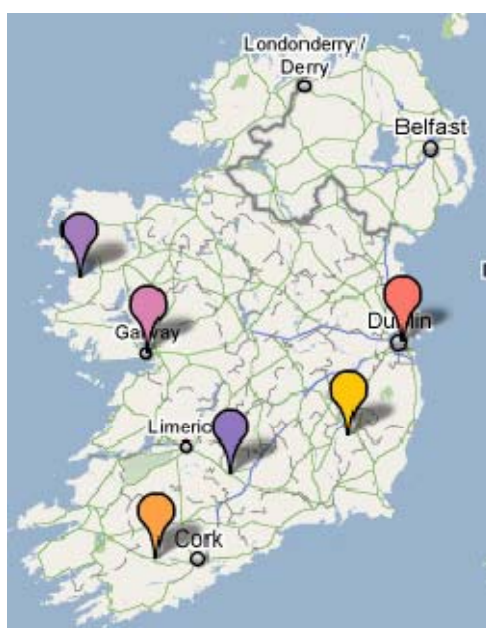 Londonderry /
Derry
Belfast
Galway
Dublin
Limeric
Cork